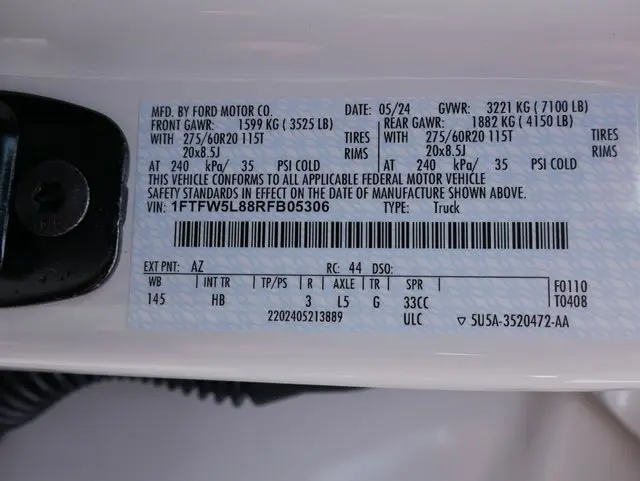 MFD. BY FORD MOTOR CO. DATE: 05/24 GVWR: 3221 KG ( 7100 LB)
FRONT GAWR: 1599 KG ( 3525 LB) REAR GAWR: 1882 KG ( 4150 LB)
WITH 275/60R20 115T TIRES WITH 275/60R20 115T TIRES
20x8.5J RIMS 20x8.5J RIMS
AT 240 kPa/ 35 PSI COLD AT 240 kPa/ 35 PSI COLD
THIS VEHICLE CONFORMS TO ALL APPLICABLE FEDERAL MOTOR VEHICLE
SAFETY STANDARDS IN EFFECT ON THE DATE OF MANUFACTURE SHOWN ABOVE.
VIN: 1FTFW5L88RFB05306 TYPE: Truck
EXT PNT: AZ RC: 44 DSO:
WB INT TR TP/PS R AXLE TR SPR F0110
145 HB 3 L5 G 33CC T0408
2202405213889 ULC ▽ 5U5A-3520472-AA